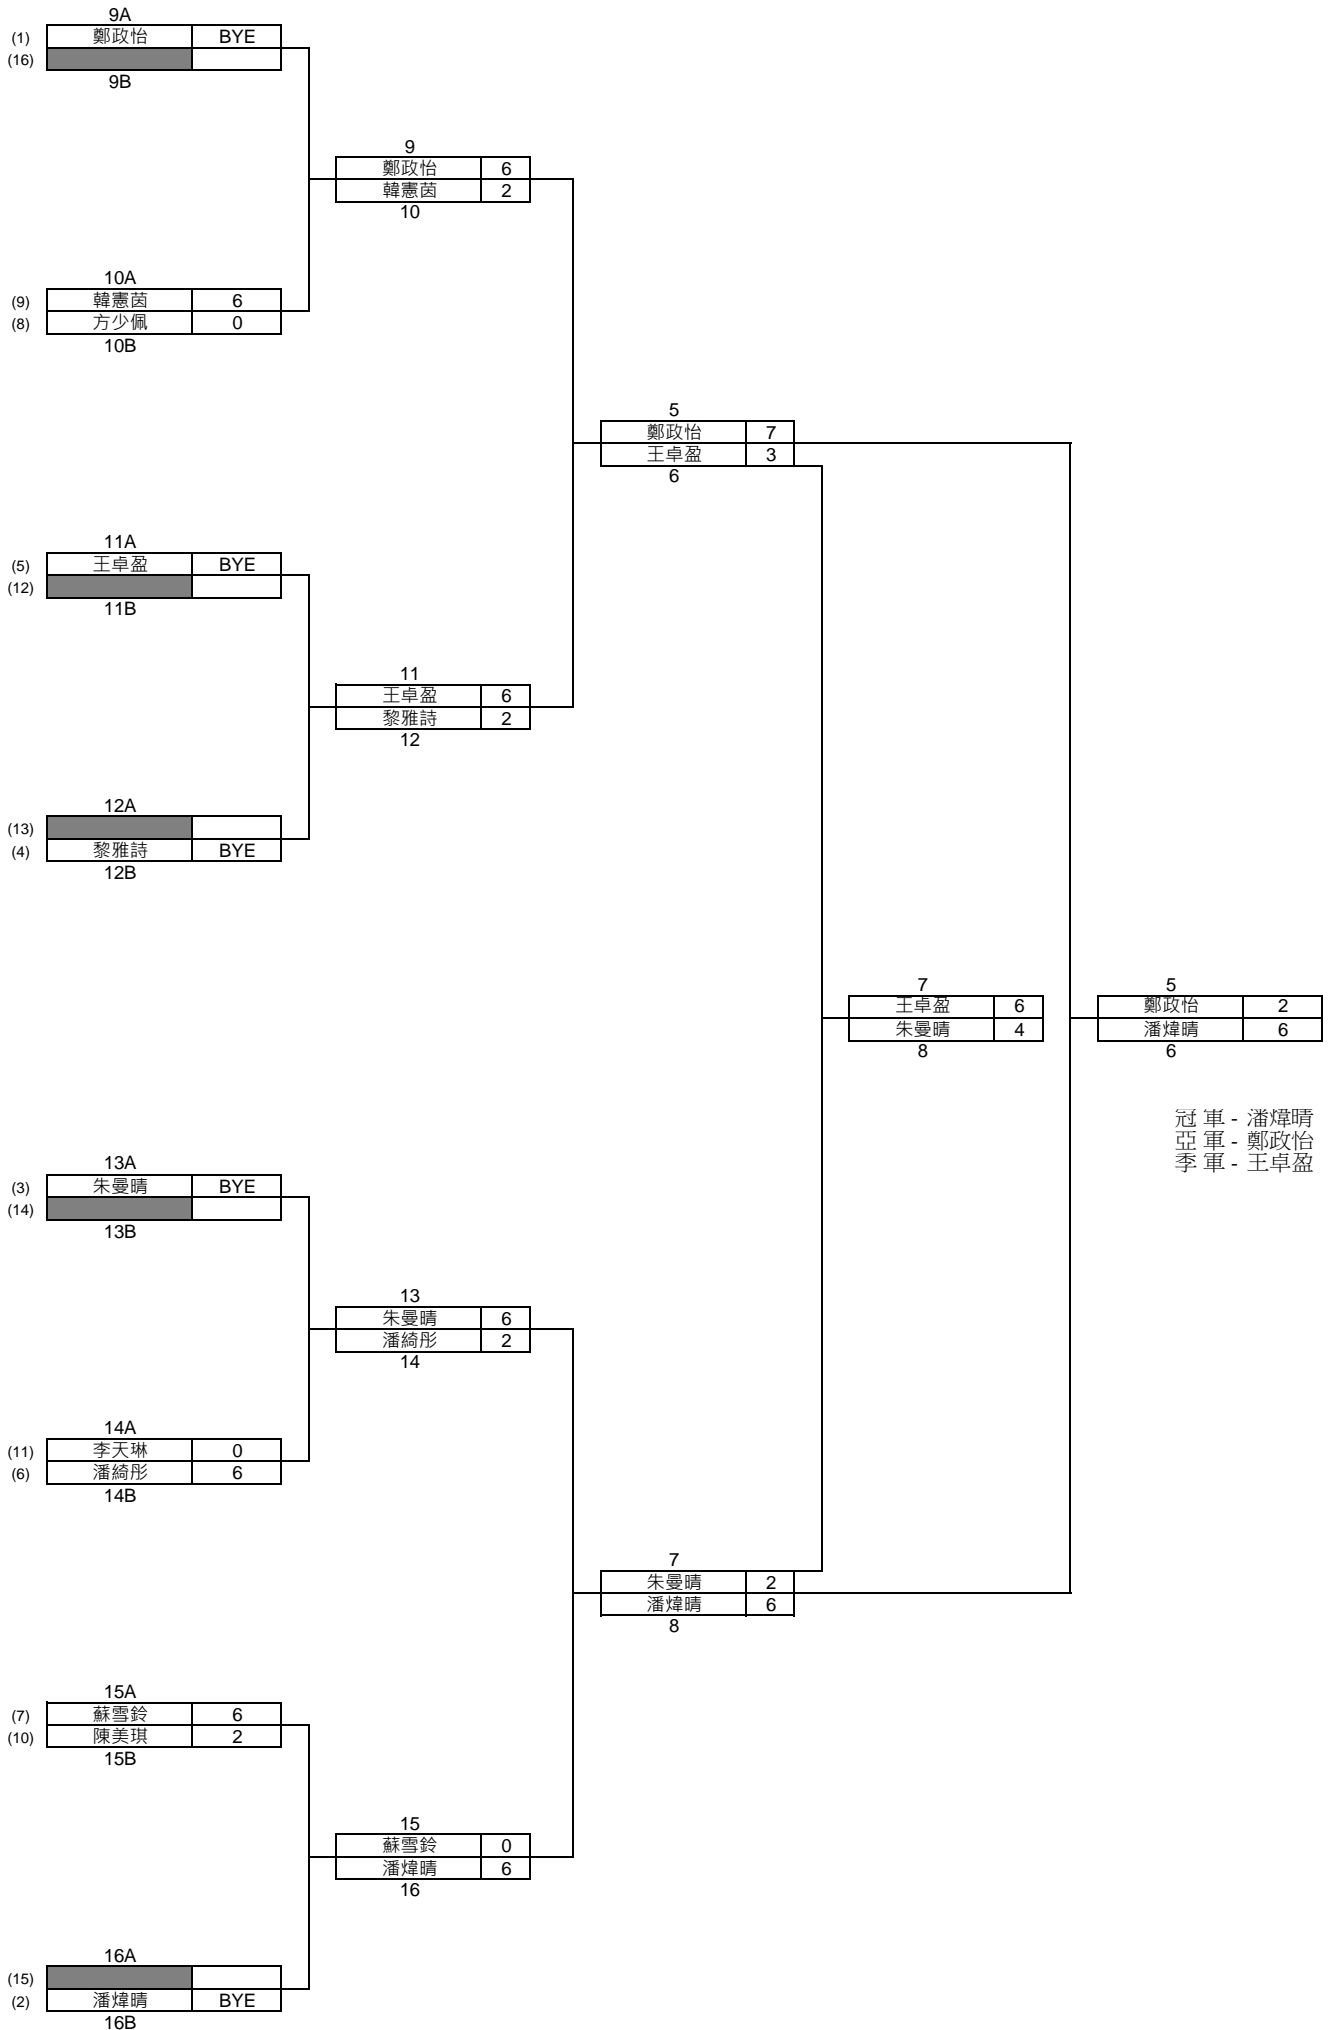 9A
(1) 鄭政怡 BYE
(16)
9B
9
鄭政怡 6
韓憲茵 2
10
10A
(9) 韓憲茵 6
(8) 方少佩 0
10B
5
鄭政怡 7
王卓盈 3
6
11A
(5) 王卓盈 BYE
(12)
11B
11
王卓盈 6
黎雅詩 2
12
12A
(13)
(4) 黎雅詩 BYE
12B
7
王卓盈 6
朱曼晴 4
8
5
鄭政怡 2
潘煒晴 6
6
冠軍 - 潘煒晴
亞軍 - 鄭政怡
季軍 - 王卓盈
13A
(3) 朱曼晴 BYE
(14)
13B
13
朱曼晴 6
潘綺彤 2
14
14A
(11) 李天琳 0
(6) 潘綺彤 6
14B
7
朱曼晴 2
潘煒晴 6
8
15A
(7) 蘇雪鈴 6
(10) 陳美琪 2
15B
15
蘇雪鈴 0
潘煒晴 6
16
16A
(15)
(2) 潘煒晴 BYE
16B